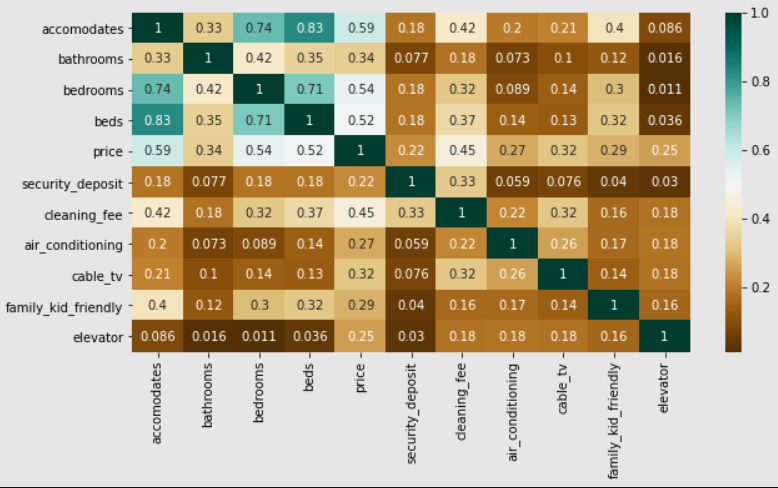 accomodates 1 0.33 0.74 0.83 0.59 0.18 0.42 0.2 0.21 0.4 0.086
bathrooms 0.33 1 0.42 0.35 0.34 0.077 0.18 0.073 0.1 0.12 0.016
bedrooms 0.74 0.42 1 0.71 0.54 0.18 0.32 0.089 0.14 0.3 0.011
beds 0.83 0.35 0.71 1 0.52 0.18 0.37 0.14 0.13 0.32 0.036
price 0.59 0.34 0.54 0.52 1 0.22 0.45 0.27 0.32 0.29 0.25
security_deposit 0.18 0.077 0.18 0.18 0.22 1 0.33 0.059 0.076 0.04 0.03
cleaning_fee 0.42 0.18 0.32 0.37 0.45 0.33 1 0.22 0.32 0.16 0.18
air_conditioning 0.2 0.073 0.089 0.14 0.27 0.059 0.22 1 0.26 0.17 0.18
cable_tv 0.21 0.1 0.14 0.13 0.32 0.076 0.32 0.26 1 0.14 0.18
family_kid_friendly 0.4 0.12 0.3 0.32 0.29 0.04 0.16 0.17 0.14 1 0.16
elevator 0.086 0.016 0.011 0.036 0.25 0.03 0.18 0.18 0.18 0.16 1
accomodates
bathrooms
bedrooms
beds
price
security_deposit
cleaning_fee
air_conditioning
cable_tv
family_kid_friendly
elevator
1.0
0.8
0.6
0.4
0.2